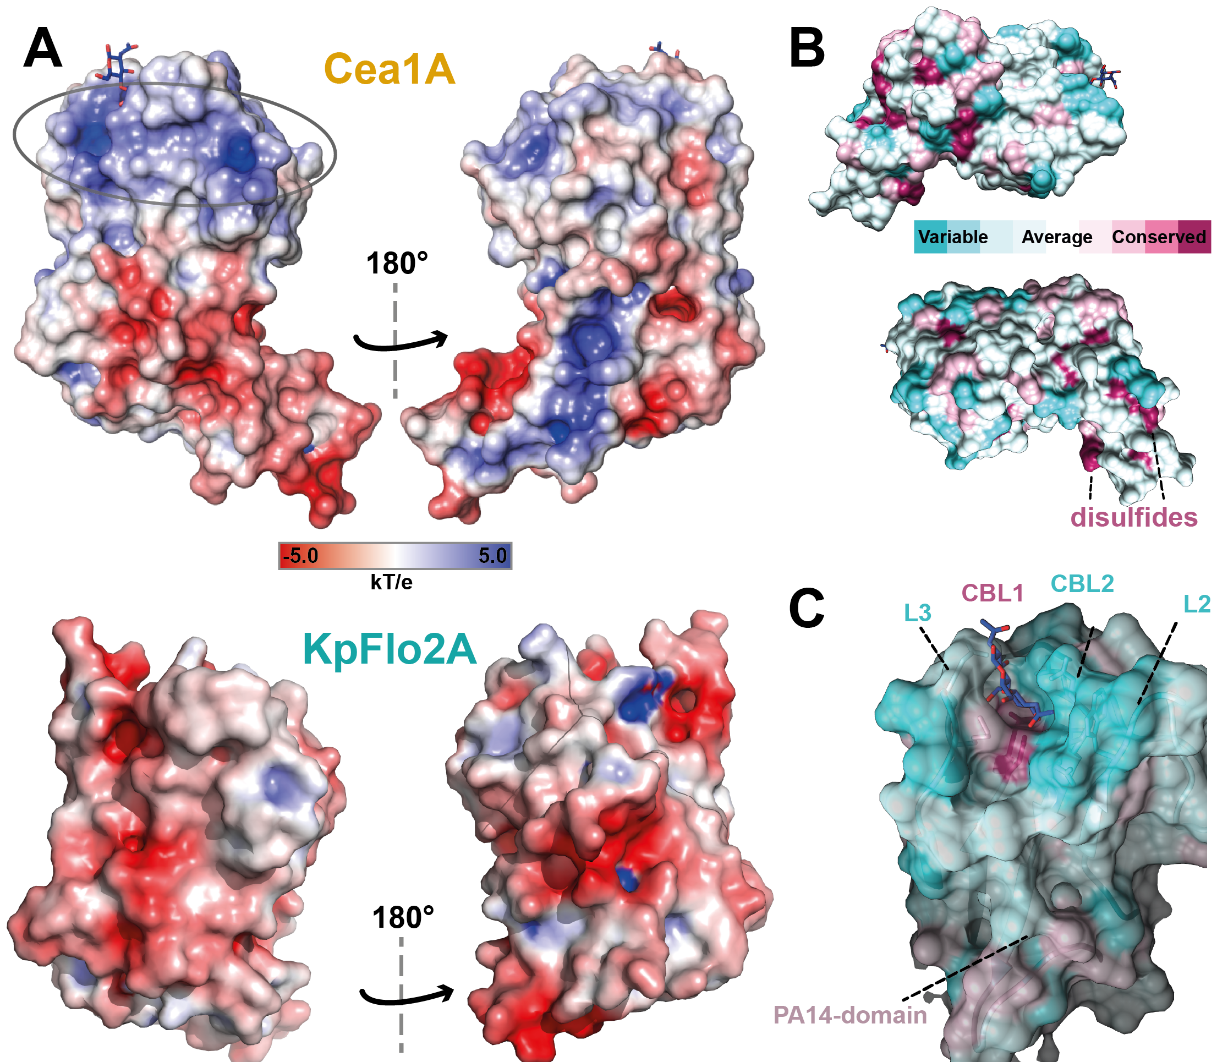 A
Cea1A
180°
-5.0 5.0
kT/e
KpFlo2A
180°
B
Variable Average Conserved
disulfides
C
L3
CBL1
CBL2
L2
PA14-domain